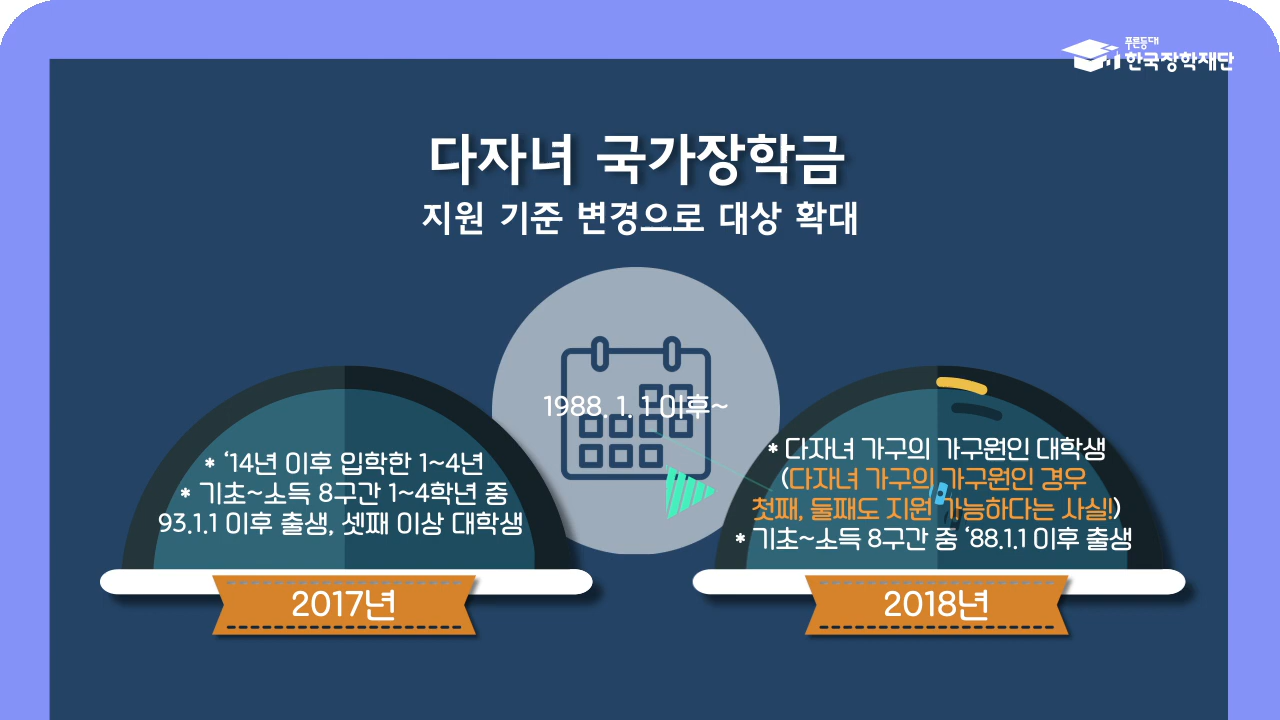 푸른등대
한국장학재단
다자녀 국가장학금
지원 기준 변경으로 대상 확대
1988. 1. 1 이후~
* ‘14년 이후 입학한 1~4년
* 기초~소득 8구간 1~4학년 중
93.1.1 이후 출생, 셋째 이상 대학생
2017년
* 다자녀 가구의 가구원인 대학생
(다자녀 가구의 가구원인 경우
첫째, 둘째도 지원 가능하다는 사실!)
* 기초~소득 8구간 중 ‘88.1.1 이후 출생
2018년